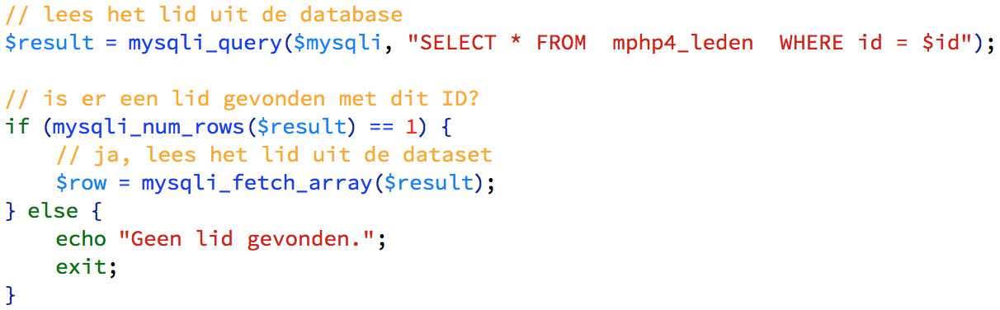 // lees het lid uit de database
$result = mysqli_query($mysqli, "SELECT * FROM  mphp4_leden  WHERE id = $id");

// is er een lid gevonden met dit ID?
if (mysqli_num_rows($result) == 1) {
    // ja, lees het lid uit de dataset
    $row = mysqli_fetch_array($result);
} else {
    echo "Geen lid gevonden.";
    exit;
}